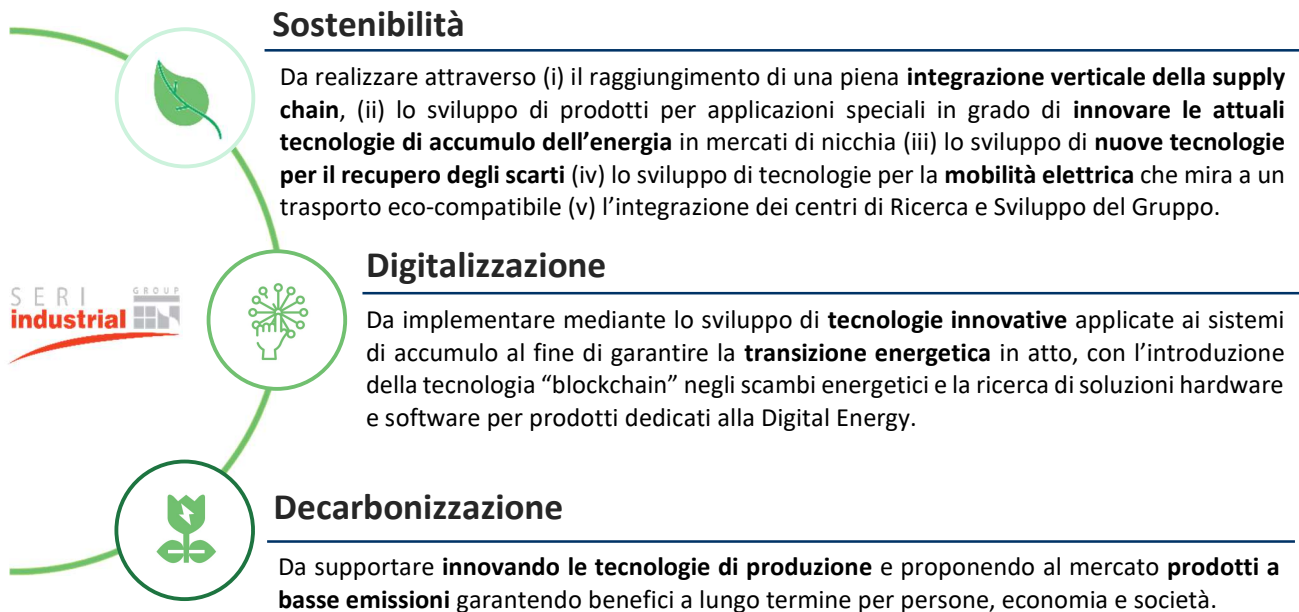 Sostenibilità
Da realizzare attraverso (i) il raggiungimento di una piena integrazione verticale della supply
chain, (ii) lo sviluppo di prodotti per applicazioni speciali in grado di innovare le attuali
tecnologie di accumulo dell’energia in mercati di nicchia (iii) lo sviluppo di nuove tecnologie
per il recupero degli scarti (iv) lo sviluppo di tecnologie per la mobilità elettrica che mira a un
trasporto eco-compatibile (v) l’integrazione dei centri di Ricerca e Sviluppo del Gruppo.
SERI GROUP
industrial
Digitalizzazione
Da implementare mediante lo sviluppo di tecnologie innovative applicate ai sistemi
di accumulo al fine di garantire la transizione energetica in atto, con l’introduzione
della tecnologia “blockchain” negli scambi energetici e la ricerca di soluzioni hardware
e software per prodotti dedicati alla Digital Energy.
Decarbonizzazione
Da supportare innovando le tecnologie di produzione e proponendo al mercato prodotti a
basse emissioni garantendo benefici a lungo termine per persone, economia e società.